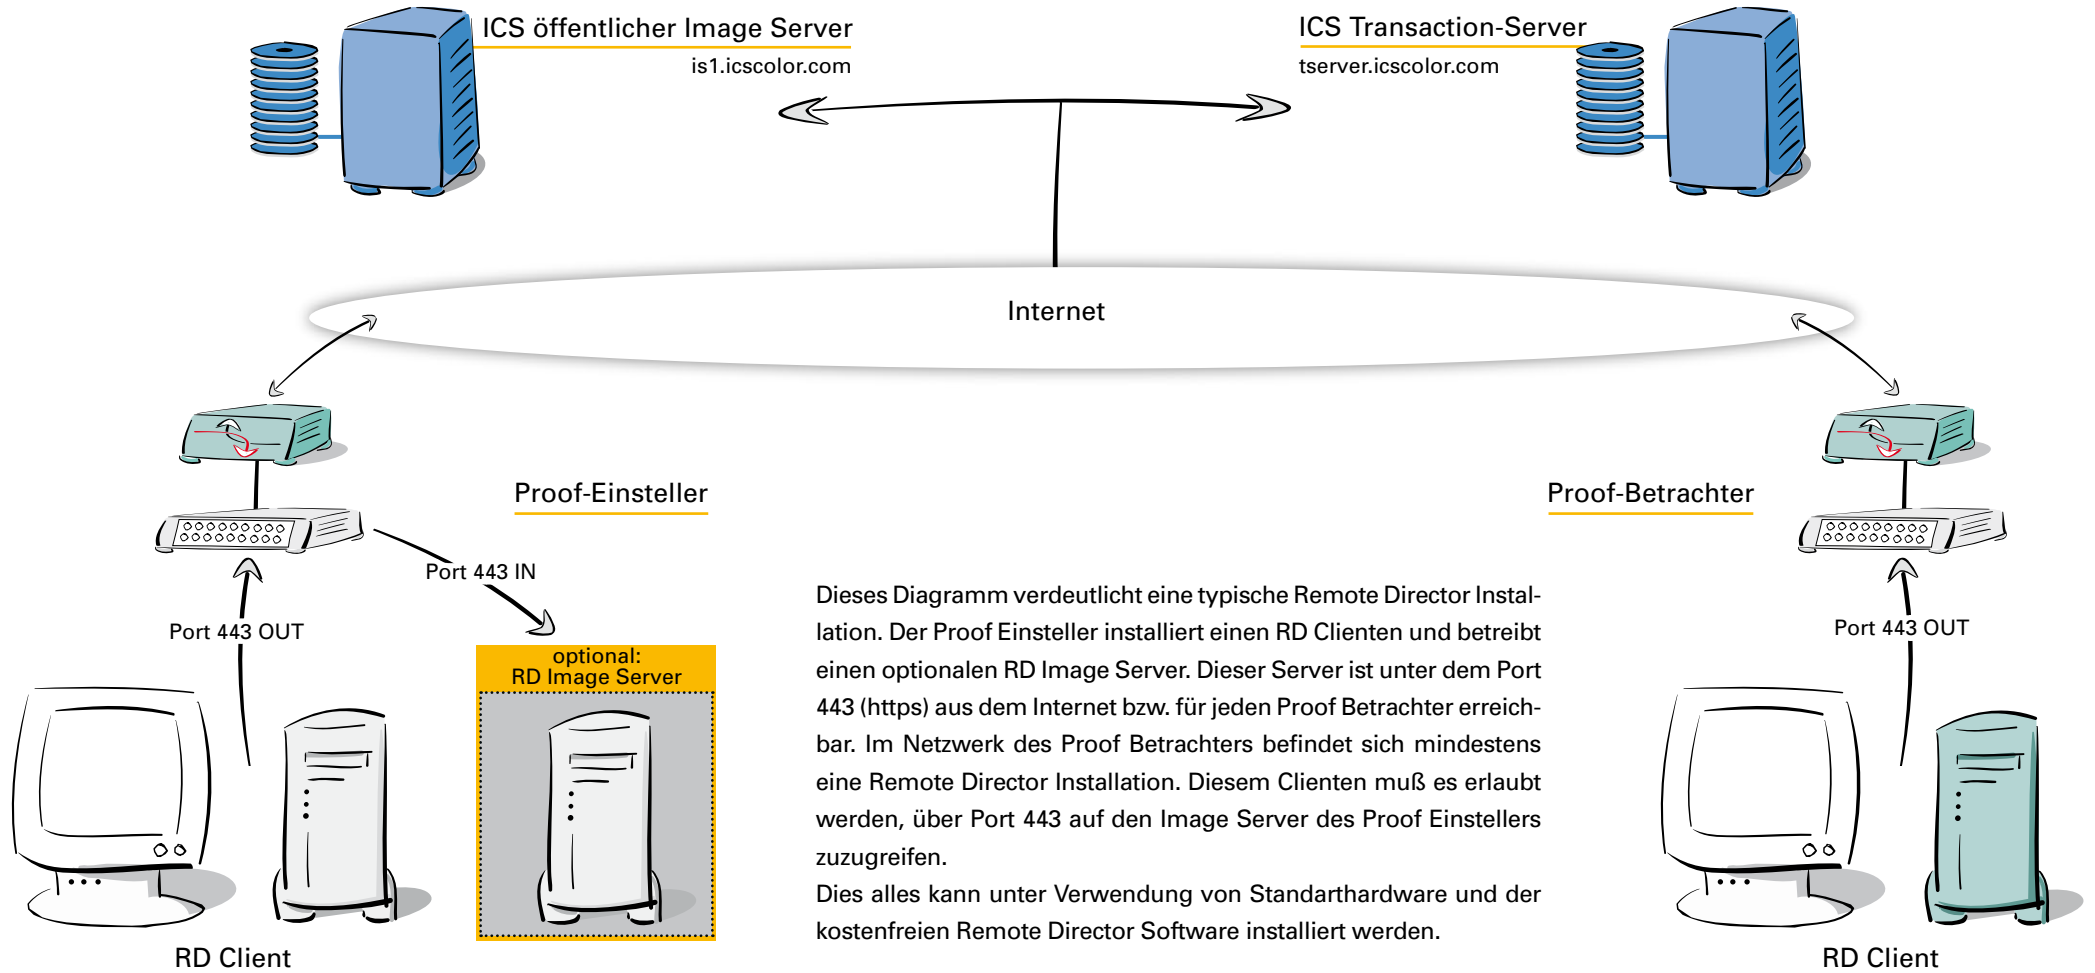 ICS öffentlicher Image Server
is1.icscolor.com
ICS Transaction-Server
tserver.icscolor.com
Internet
Proof-Einsteller
Proof-Betrachter
Port 443 IN
Port 443 OUT
Port 443 OUT
optional:
RD Image Server
Dieses Diagramm verdeutlicht eine typische Remote Director Instal-
lation. Der Proof Einsteller installiert einen RD Clienten und betreibt
einen optionalen RD Image Server. Dieser Server ist unter dem Port
443 (https) aus dem Internet bzw. für jeden Proof Betrachter erreich-
bar. Im Netzwerk des Proof Betrachters befindet sich mindestens
eine Remote Director Installation. Diesem Clienten muß es erlaubt
werden, über Port 443 auf den Image Server des Proof Einstellers
zuzugreifen.
Dies alles kann unter Verwendung von Standarthardware und der
kostenfreien Remote Director Software installiert werden.
RD Client
RD Client